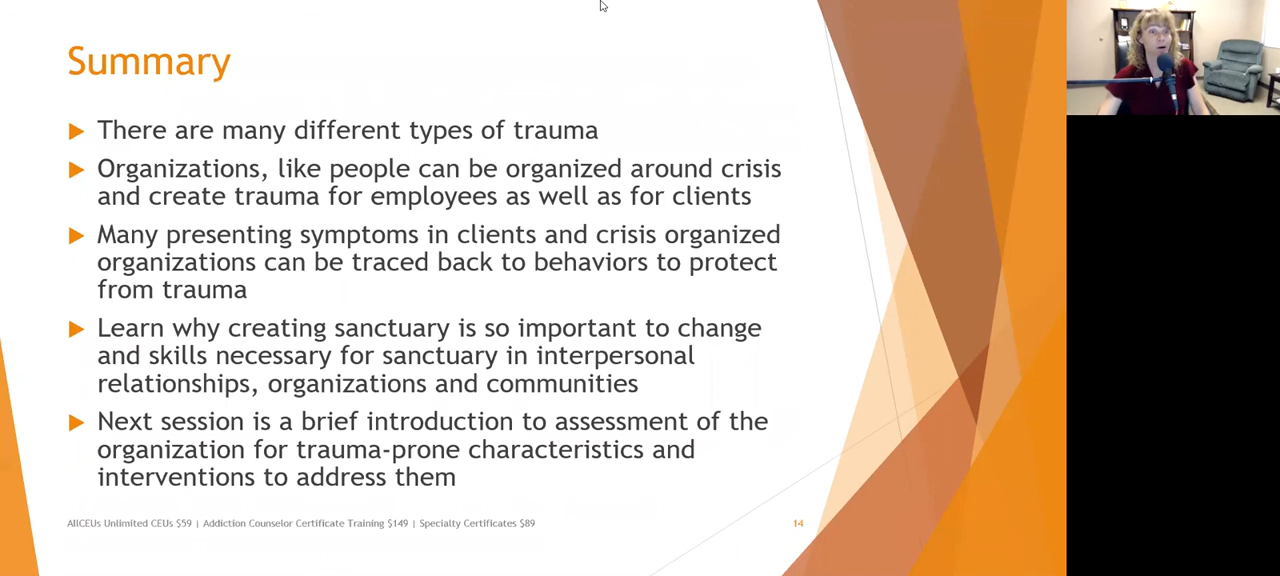 Summary
There are many different types of trauma
Organizations, like people can be organized around crisis
and create trauma for employees as well as for clients
Many presenting symptoms in clients and crisis organized
organizations can be traced back to behaviors to protect
from trauma
Learn why creating sanctuary is so important to change
and skills necessary for sanctuary in interpersonal
relationships, organizations and communities
Next session is a brief introduction to assessment of the
organization for trauma-prone characteristics and
interventions to address them
AllCEUs Unlimited CEUs $59 | Addiction Counselor Certificate Training $149 | Specialty Certificates $89
14